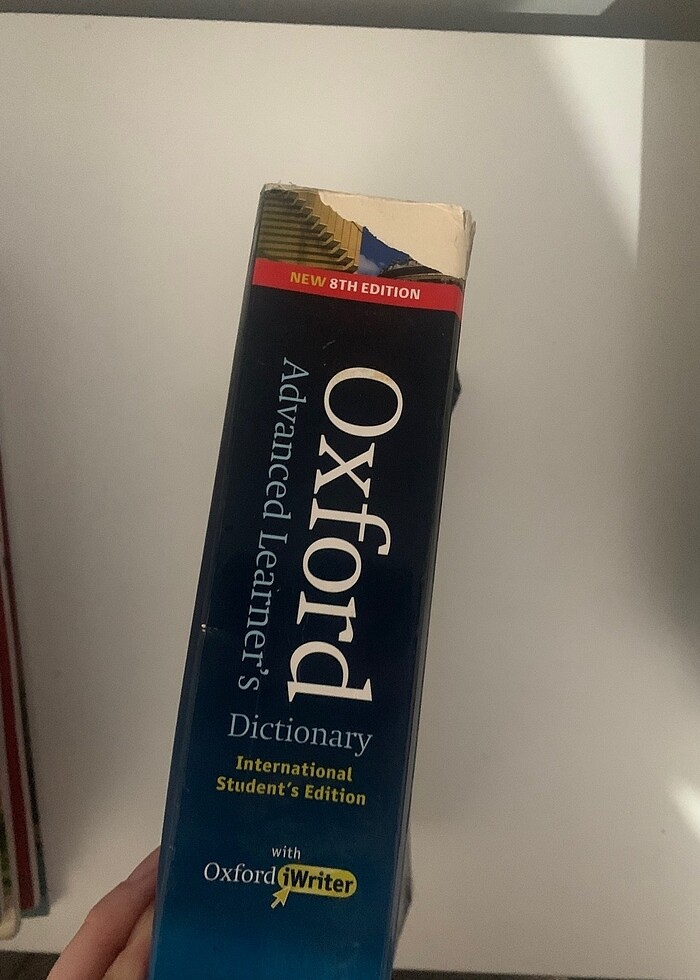 NEW 8TH EDITION
Oxford
Advanced Learner's
Dictionary
International
Student's Edition
with
Oxford iWriter